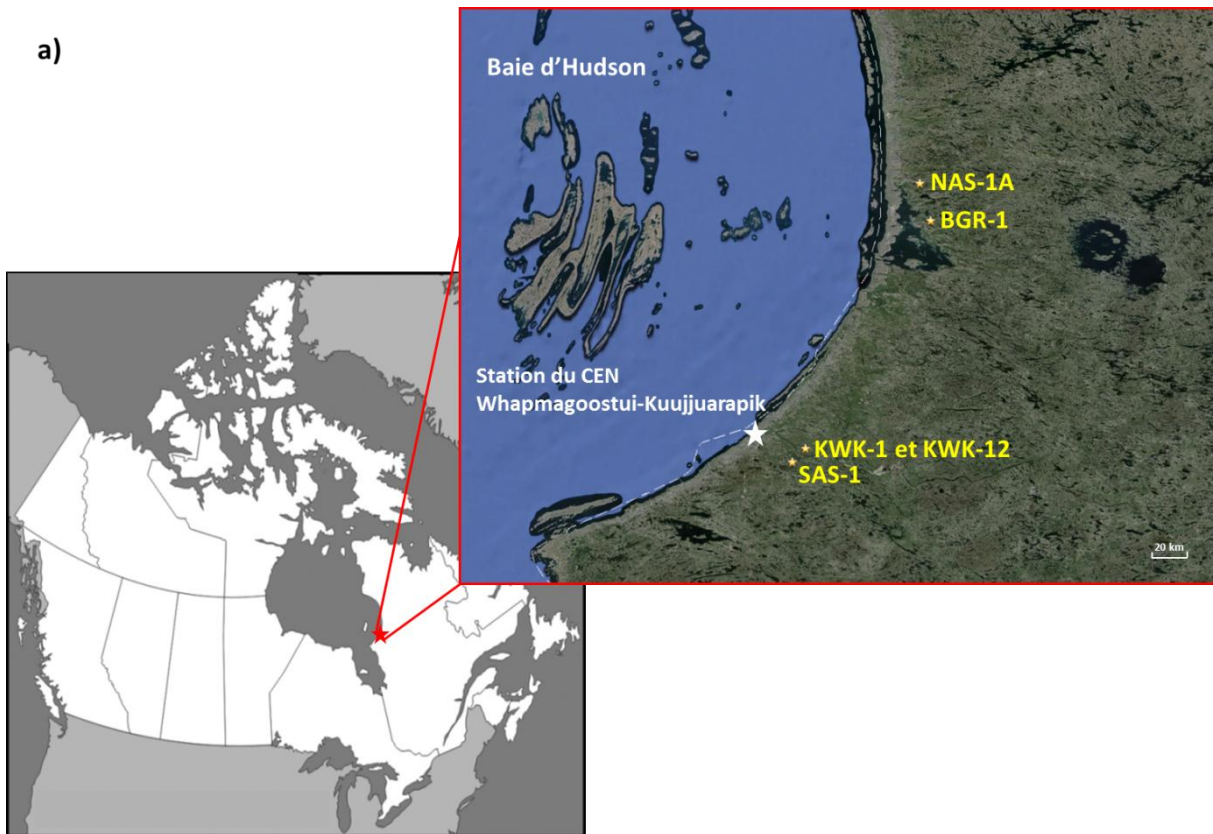 a)
Baie d’Hudson
NAS-1A
BGR-1
Station du CEN
Whapmagoostui-Kuujjuarapik
KWK-1 et KWK-12
SAS-1
20 km